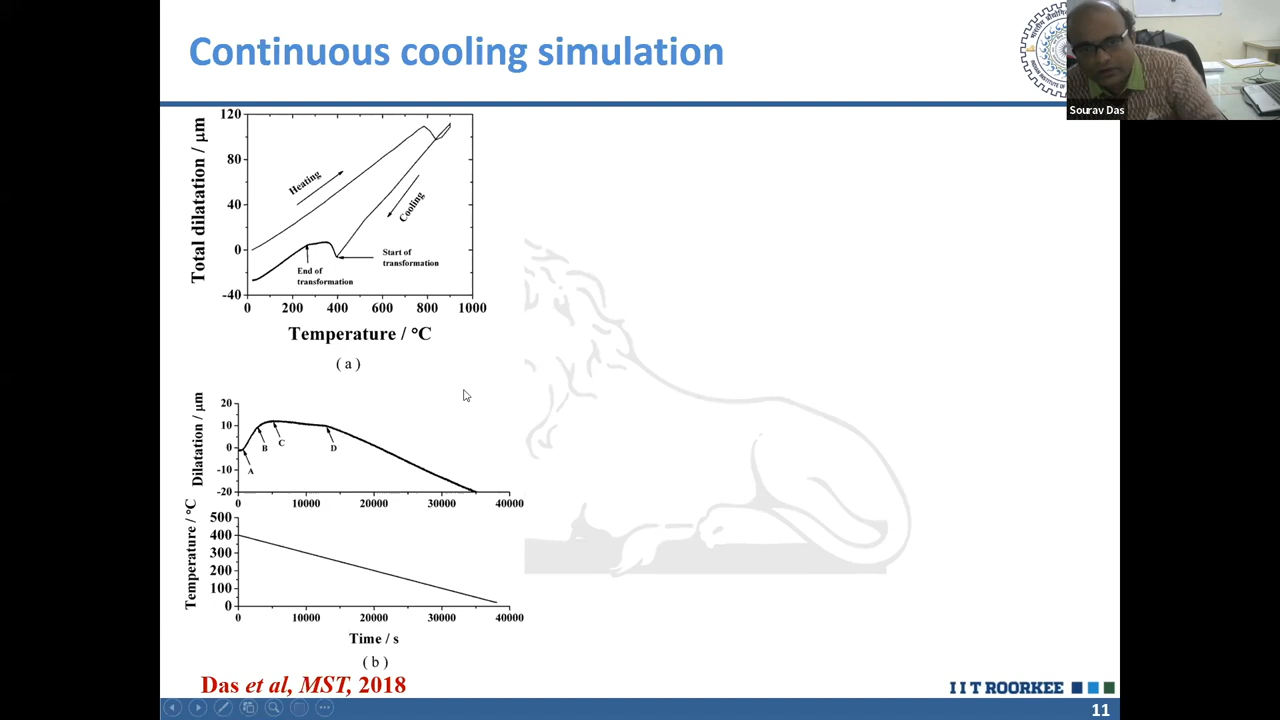 Continuous cooling simulation
Sourav Das
Total dilatation / μm
120
80
40
0
-40
Heating
Cooling
Start of
transformation
End of
transformation
0 200 400 600 800 1000
Temperature / °C
( a )
Dilatation / μm
20
10
0
-10
-20
A
B
C
D
0 10000 20000 30000 40000
Temperature / °C
500
400
300
200
100
0
0 10000 20000 30000 40000
Time / s
( b )
Das et al, MST, 2018
IIT ROORKEE
11